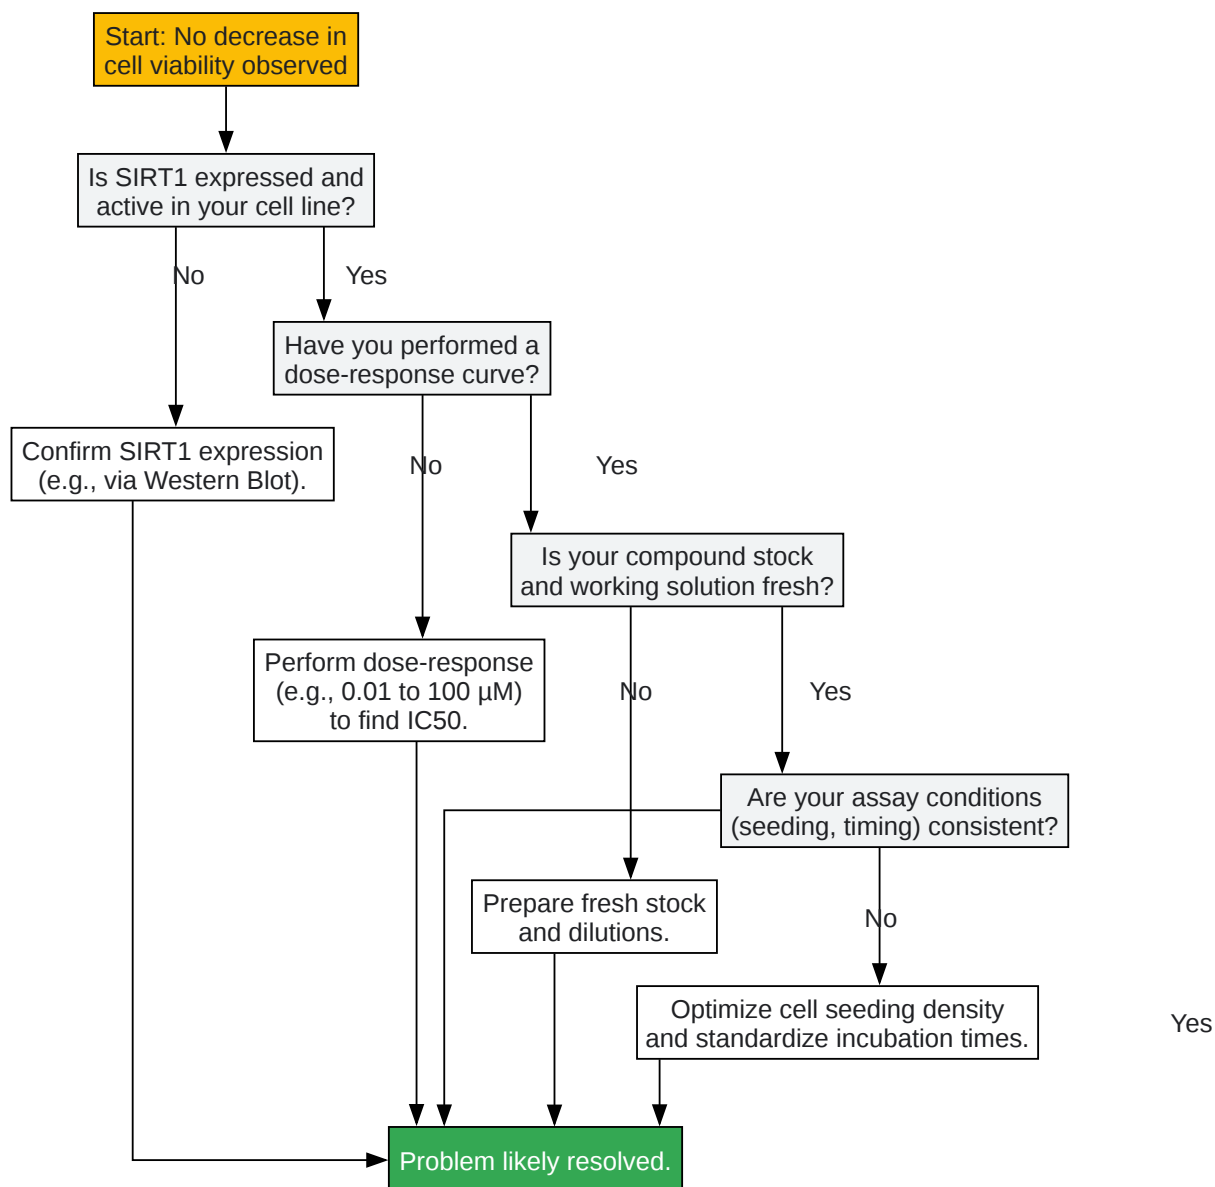 Start: No decrease in
cell viability observed
Is SIRT1 expressed and
active in your cell line?
No
Yes
Have you performed a
dose-response curve?
Confirm SIRT1 expression
(e.g., via Western Blot).
No
Yes
Is your compound stock
and working solution fresh?
Perform dose-response
(e.g., 0.01 to 100 µM)
to find IC50.
No
Yes
Are your assay conditions
(seeding, timing) consistent?
Prepare fresh stock
and dilutions.
No
Optimize cell seeding density
and standardize incubation times.
Yes
Problem likely resolved.